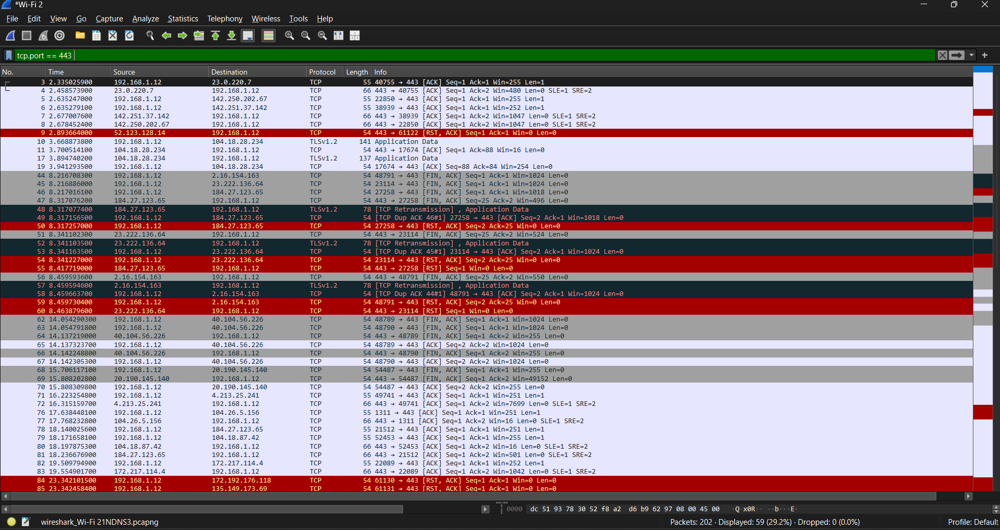 *Wi-Fi 2
File Edit View Go Capture Analyze Statistics Telephony Wireless Tools Help
tcp.port == 443
No. Time Source Destination Protocol Length Info
3 2.335025900 192.168.1.12 23.0.220.7 TCP 55 40755 → 443 [ACK] Seq=1 Ack=1 Win=255 Len=1
4 2.458573900 23.0.220.7 192.168.1.12 TCP 66 443 → 40755 [ACK] Seq=1 Ack=2 Win=480 Len=0 SLE=1 SRE=2
5 2.635247000 192.168.1.12 142.250.202.67 TCP 55 22850 → 443 [ACK] Seq=1 Ack=1 Win=255 Len=1
6 2.635279100 192.168.1.12 142.251.37.142 TCP 55 38939 → 443 [ACK] Seq=1 Ack=1 Win=252 Len=1
7 2.677007600 142.251.37.142 192.168.1.12 TCP 66 443 → 38939 [ACK] Seq=1 Ack=2 Win=1047 Len=0 SLE=1 SRE=2
8 2.678452400 142.250.202.67 192.168.1.12 TCP 66 443 → 22850 [ACK] Seq=1 Ack=2 Win=1047 Len=0 SLE=1 SRE=2
9 2.893664000 52.123.128.14 192.168.1.12 TCP 54 443 → 61122 [RST, ACK] Seq=1 Ack=1 Win=0 Len=0
10 3.668873800 192.168.1.12 104.18.28.234 TLSv1.2 141 Application Data
11 3.700514100 104.18.28.234 192.168.1.12 TCP 54 443 → 17674 [ACK] Seq=1 Ack=88 Win=16 Len=0
17 3.894740200 104.18.28.234 192.168.1.12 TLSv1.2 137 Application Data
19 3.941293500 192.168.1.12 104.18.28.234 TCP 54 17674 → 443 [ACK] Seq=88 Ack=84 Win=254 Len=0
44 8.216708300 192.168.1.12 2.16.154.163 TCP 54 48791 → 443 [FIN, ACK] Seq=1 Ack=1 Win=1024 Len=0
45 8.216886000 192.168.1.12 23.222.136.64 TCP 54 23114 → 443 [FIN, ACK] Seq=1 Ack=1 Win=1024 Len=0
46 8.217016100 192.168.1.12 184.27.123.65 TCP 54 27258 → 443 [FIN, ACK] Seq=1 Ack=1 Win=1018 Len=0
47 8.317076200 184.27.123.65 192.168.1.12 TCP 54 443 → 27258 [FIN, ACK] Seq=25 Ack=2 Win=496 Len=0
48 8.317077400 184.27.123.65 192.168.1.12 TLSv1.2 78 [TCP Retransmission] , Application Data
49 8.317156500 192.168.1.12 184.27.123.65 TCP 54 [TCP Dup ACK 46#1] 27258 → 443 [ACK] Seq=2 Ack=1 Win=1018 Len=0
50 8.317257000 192.168.1.12 184.27.123.65 TCP 54 27258 → 443 [RST, ACK] Seq=2 Ack=25 Win=0 Len=0
51 8.341102300 23.222.136.64 192.168.1.12 TCP 54 443 → 23114 [FIN, ACK] Seq=25 Ack=2 Win=524 Len=0
52 8.341103500 23.222.136.64 192.168.1.12 TLSv1.2 78 [TCP Retransmission] , Application Data
53 8.341163500 192.168.1.12 23.222.136.64 TCP 54 [TCP Dup ACK 45#1] 23114 → 443 [ACK] Seq=2 Ack=1 Win=1024 Len=0
54 8.341227000 192.168.1.12 23.222.136.64 TCP 54 23114 → 443 [RST, ACK] Seq=2 Ack=25 Win=0 Len=0
55 8.417719000 184.27.123.65 192.168.1.12 TCP 54 443 → 27258 [RST] Seq=1 Win=0 Len=0
56 8.459593600 2.16.154.163 192.168.1.12 TCP 54 443 → 48791 [FIN, ACK] Seq=25 Ack=2 Win=550 Len=0
57 8.459594600 2.16.154.163 192.168.1.12 TLSv1.2 78 [TCP Retransmission] , Application Data
58 8.459663700 192.168.1.12 2.16.154.163 TCP 54 [TCP Dup ACK 44#1] 48791 → 443 [ACK] Seq=2 Ack=1 Win=1024 Len=0
59 8.459730400 192.168.1.12 2.16.154.163 TCP 54 48791 → 443 [RST, ACK] Seq=2 Ack=25 Win=0 Len=0
60 8.463879600 23.222.136.64 192.168.1.12 TCP 54 443 → 23114 [RST] Seq=1 Win=0 Len=0
62 14.054290300 192.168.1.12 40.104.56.226 TCP 54 48789 → 443 [FIN, ACK] Seq=1 Ack=1 Win=1024 Len=0
63 14.054791800 192.168.1.12 40.104.56.226 TCP 54 48790 → 443 [FIN, ACK] Seq=1 Ack=1 Win=1024 Len=0
64 14.137219000 40.104.56.226 192.168.1.12 TCP 54 443 → 48789 [FIN, ACK] Seq=1 Ack=2 Win=255 Len=0
65 14.137323700 192.168.1.12 40.104.56.226 TCP 54 48789 → 443 [ACK] Seq=2 Ack=2 Win=1024 Len=0
66 14.142248800 40.104.56.226 192.168.1.12 TCP 54 443 → 48790 [FIN, ACK] Seq=1 Ack=2 Win=255 Len=0
67 14.142305300 192.168.1.12 40.104.56.226 TCP 54 48790 → 443 [ACK] Seq=2 Ack=2 Win=1024 Len=0
68 15.706117100 192.168.1.12 20.190.145.140 TCP 54 54487 → 443 [FIN, ACK] Seq=1 Ack=1 Win=255 Len=0
69 15.808202800 20.190.145.140 192.168.1.12 TCP 54 443 → 54487 [FIN, ACK] Seq=1 Ack=2 Win=49152 Len=0
70 15.808309800 192.168.1.12 20.190.145.140 TCP 54 54487 → 443 [ACK] Seq=2 Ack=2 Win=255 Len=0
71 16.223254800 192.168.1.12 4.213.25.241 TCP 55 49741 → 443 [ACK] Seq=1 Ack=1 Win=251 Len=1
72 16.315159700 4.213.25.241 192.168.1.12 TCP 66 443 → 49741 [ACK] Seq=1 Ack=2 Win=7699 Len=0 SLE=1 SRE=2
76 17.638448100 192.168.1.12 104.26.5.156 TCP 55 1311 → 443 [ACK] Seq=1 Ack=1 Win=251 Len=1
77 17.768232800 104.26.5.156 192.168.1.12 TCP 66 443 → 1311 [ACK] Seq=1 Ack=2 Win=16 Len=0 SLE=1 SRE=2
78 18.140025600 192.168.1.12 184.27.123.65 TCP 55 21512 → 443 [ACK] Seq=1 Ack=1 Win=251 Len=1
79 18.171658100 192.168.1.12 104.18.87.42 TCP 55 52453 → 443 [ACK] Seq=1 Ack=1 Win=255 Len=1
80 18.197875300 104.18.87.42 192.168.1.12 TCP 66 443 → 52453 [ACK] Seq=1 Ack=2 Win=16 Len=0 SLE=1 SRE=2
81 18.236676900 184.27.123.65 192.168.1.12 TCP 66 443 → 21512 [ACK] Seq=1 Ack=2 Win=501 Len=0 SLE=1 SRE=2
82 19.509794900 192.168.1.12 172.217.114.4 TCP 55 22089 → 443 [ACK] Seq=1 Ack=1 Win=252 Len=1
83 19.554901700 172.217.114.4 192.168.1.12 TCP 66 443 → 22089 [ACK] Seq=1 Ack=2 Win=1042 Len=0 SLE=1 SRE=2
84 23.342101500 192.168.1.12 172.192.176.118 TCP 54 61130 → 443 [RST, ACK] Seq=1 Ack=1 Win=0 Len=0
85 23.342458400 192.168.1.12 135.149.173.69 TCP 54 61131 → 443 [RST, ACK] Seq=1 Ack=1 Win=0 Len=0
0000 dc 51 93 78 30 52 f8 a2 d6 b9 62 97 08 00 45 00 ·Q·x0R·· ··b···E·
wireshark_Wi-Fi 21NDNS3.pcapng Packets: 202 · Displayed: 59 (29.2%) · Dropped: 0 (0.0%) Profile: Default